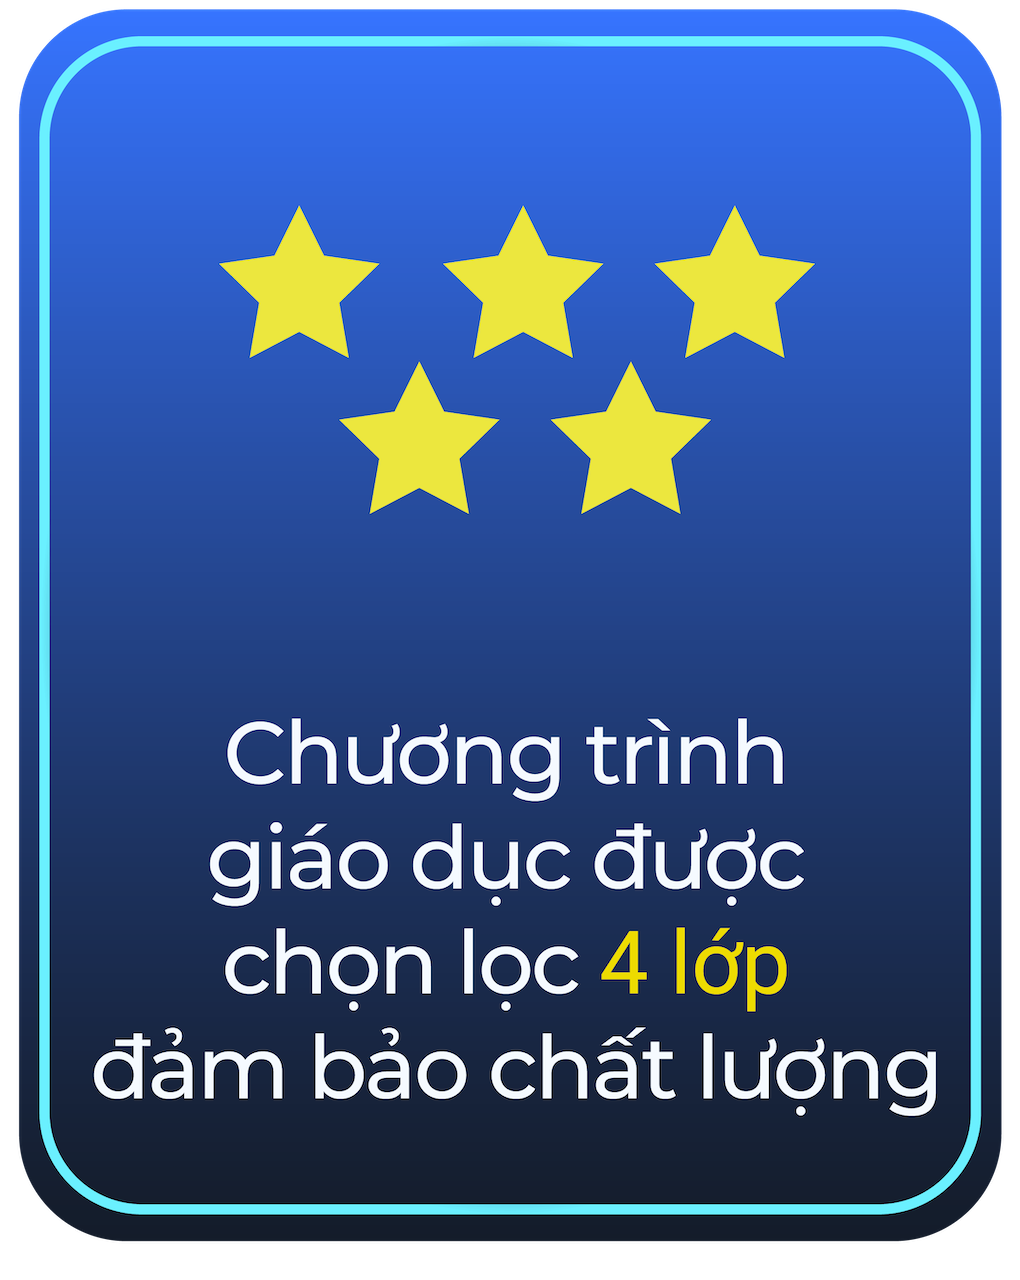 Chương trình
giáo dục được
chọn lọc 4 lớp
đảm bảo chất lượng